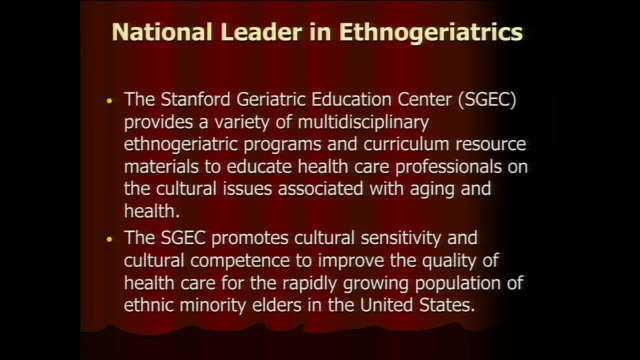 National Leader in Ethnogeriatrics
• The Stanford Geriatric Education Center (SGEC)
provides a variety of multidisciplinary
ethnogeriatric programs and curriculum resource
materials to educate health care professionals on
the cultural issues associated with aging and
health.
• The SGEC promotes cultural sensitivity and
cultural competence to improve the quality of
health care for the rapidly growing population of
ethnic minority elders in the United States.